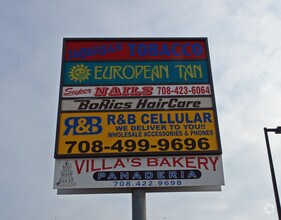 TOBACCO
EUROPEAN TAN
Super NAILS 708-423-6064
BoRics HairCare
R&B R&B CELLULAR
WE DELIVER TO YOU!!
WHOLESALE ACCESSORIES & PHONES
708-499-9696
VILLA'S BAKERY
PANADERIA
708.422.9698